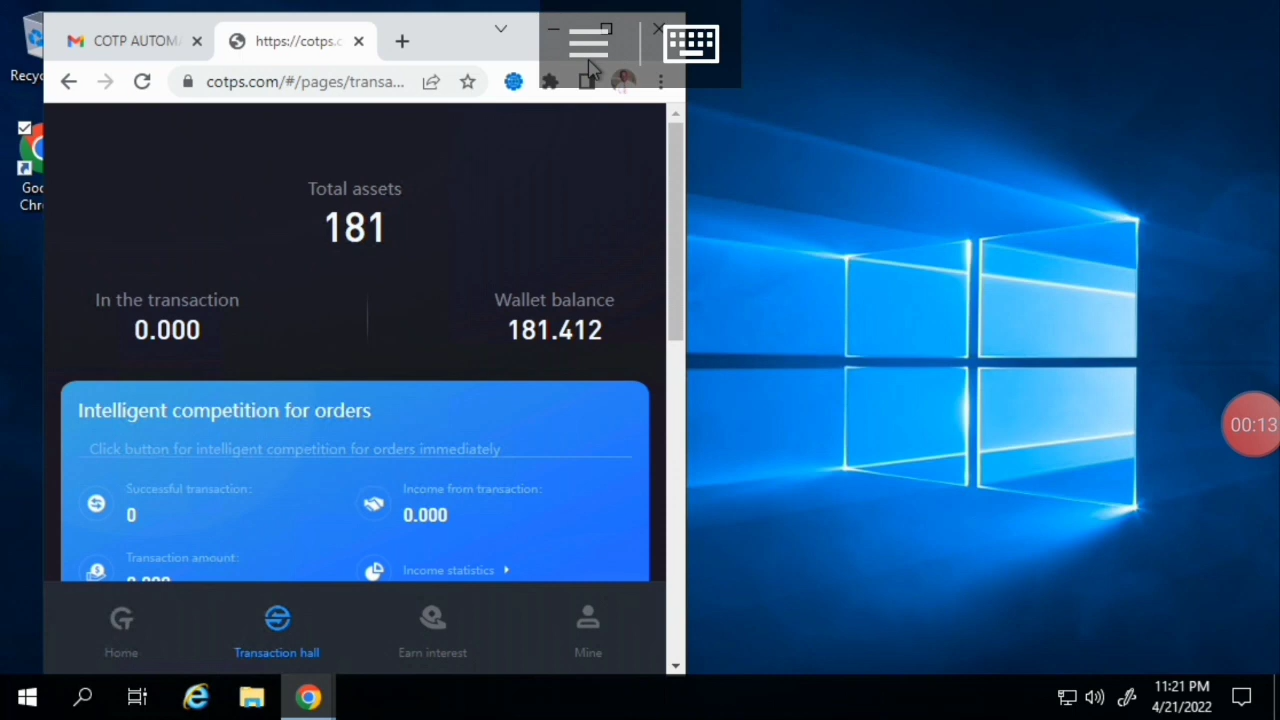 Recyc
Goo
Chr
COTP AUTOMA
https://cotps.c
cotps.com/#/pages/transa...
Total assets
181
In the transaction
0.000
Wallet balance
181.412
Intelligent competition for orders
Click button for intelligent competition for orders immediately
Successful transaction:
0
Income from transaction:
0.000
Transaction amount:
Income statistics
Home
Transaction hall
Earn interest
Mine
00:13
11:21 PM
4/21/2022